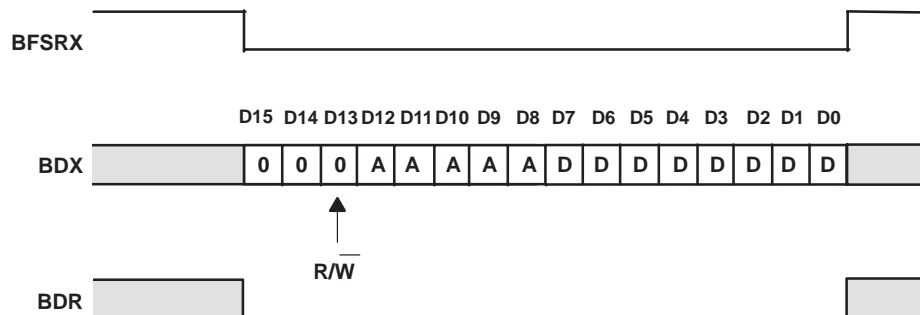 BFSRX
D15 D14 D13 D12 D11 D10 D9 D8 D7 D6 D5 D4 D3 D2 D1 D0
BDX 0 0 0 A A A A A D D D D D D D D
R/W̅
BDR